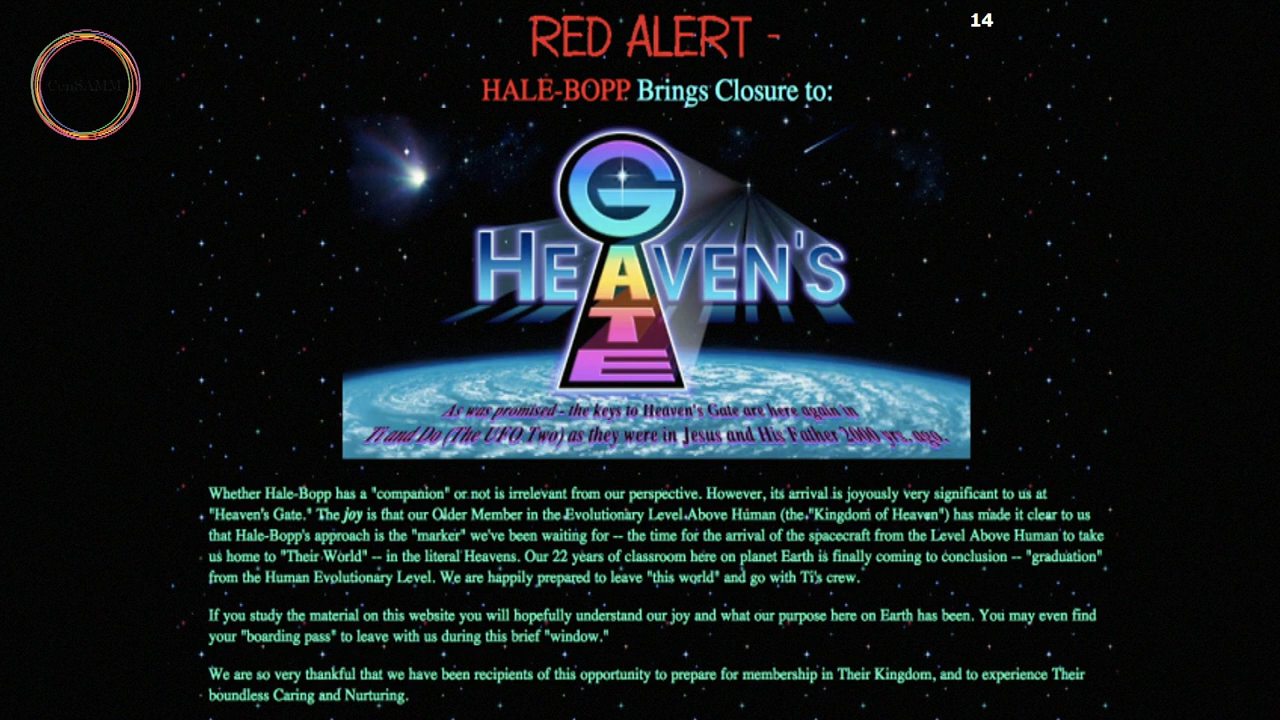 14
CenSAMM
RED ALERT -
HALE-BOPP Brings Closure to:
HEAVEN'S
GATE
As was promised - the keys to Heaven's Gate are here again in
Ti and Do (The UFO Two) as they were in Jesus and His Father 2000 yrs. ago.
Whether Hale-Bopp has a "companion" or not is irrelevant from our perspective. However, its arrival is joyously very significant to us at
"Heaven's Gate." The joy is that our Older Member in the Evolutionary Level Above Human (the "Kingdom of Heaven") has made it clear to us
that Hale-Bopp's approach is the "marker" we've been waiting for -- the time for the arrival of the spacecraft from the Level Above Human to take
us home to "Their World" -- in the literal Heavens. Our 22 years of classroom here on planet Earth is finally coming to conclusion -- "graduation"
from the Human Evolutionary Level. We are happily prepared to leave "this world" and go with Ti's crew.
If you study the material on this website you will hopefully understand our joy and what our purpose here on Earth has been. You may even find
your "boarding pass" to leave with us during this brief "window."
We are so very thankful that we have been recipients of this opportunity to prepare for membership in Their Kingdom, and to experience Their
boundless Caring and Nurturing.